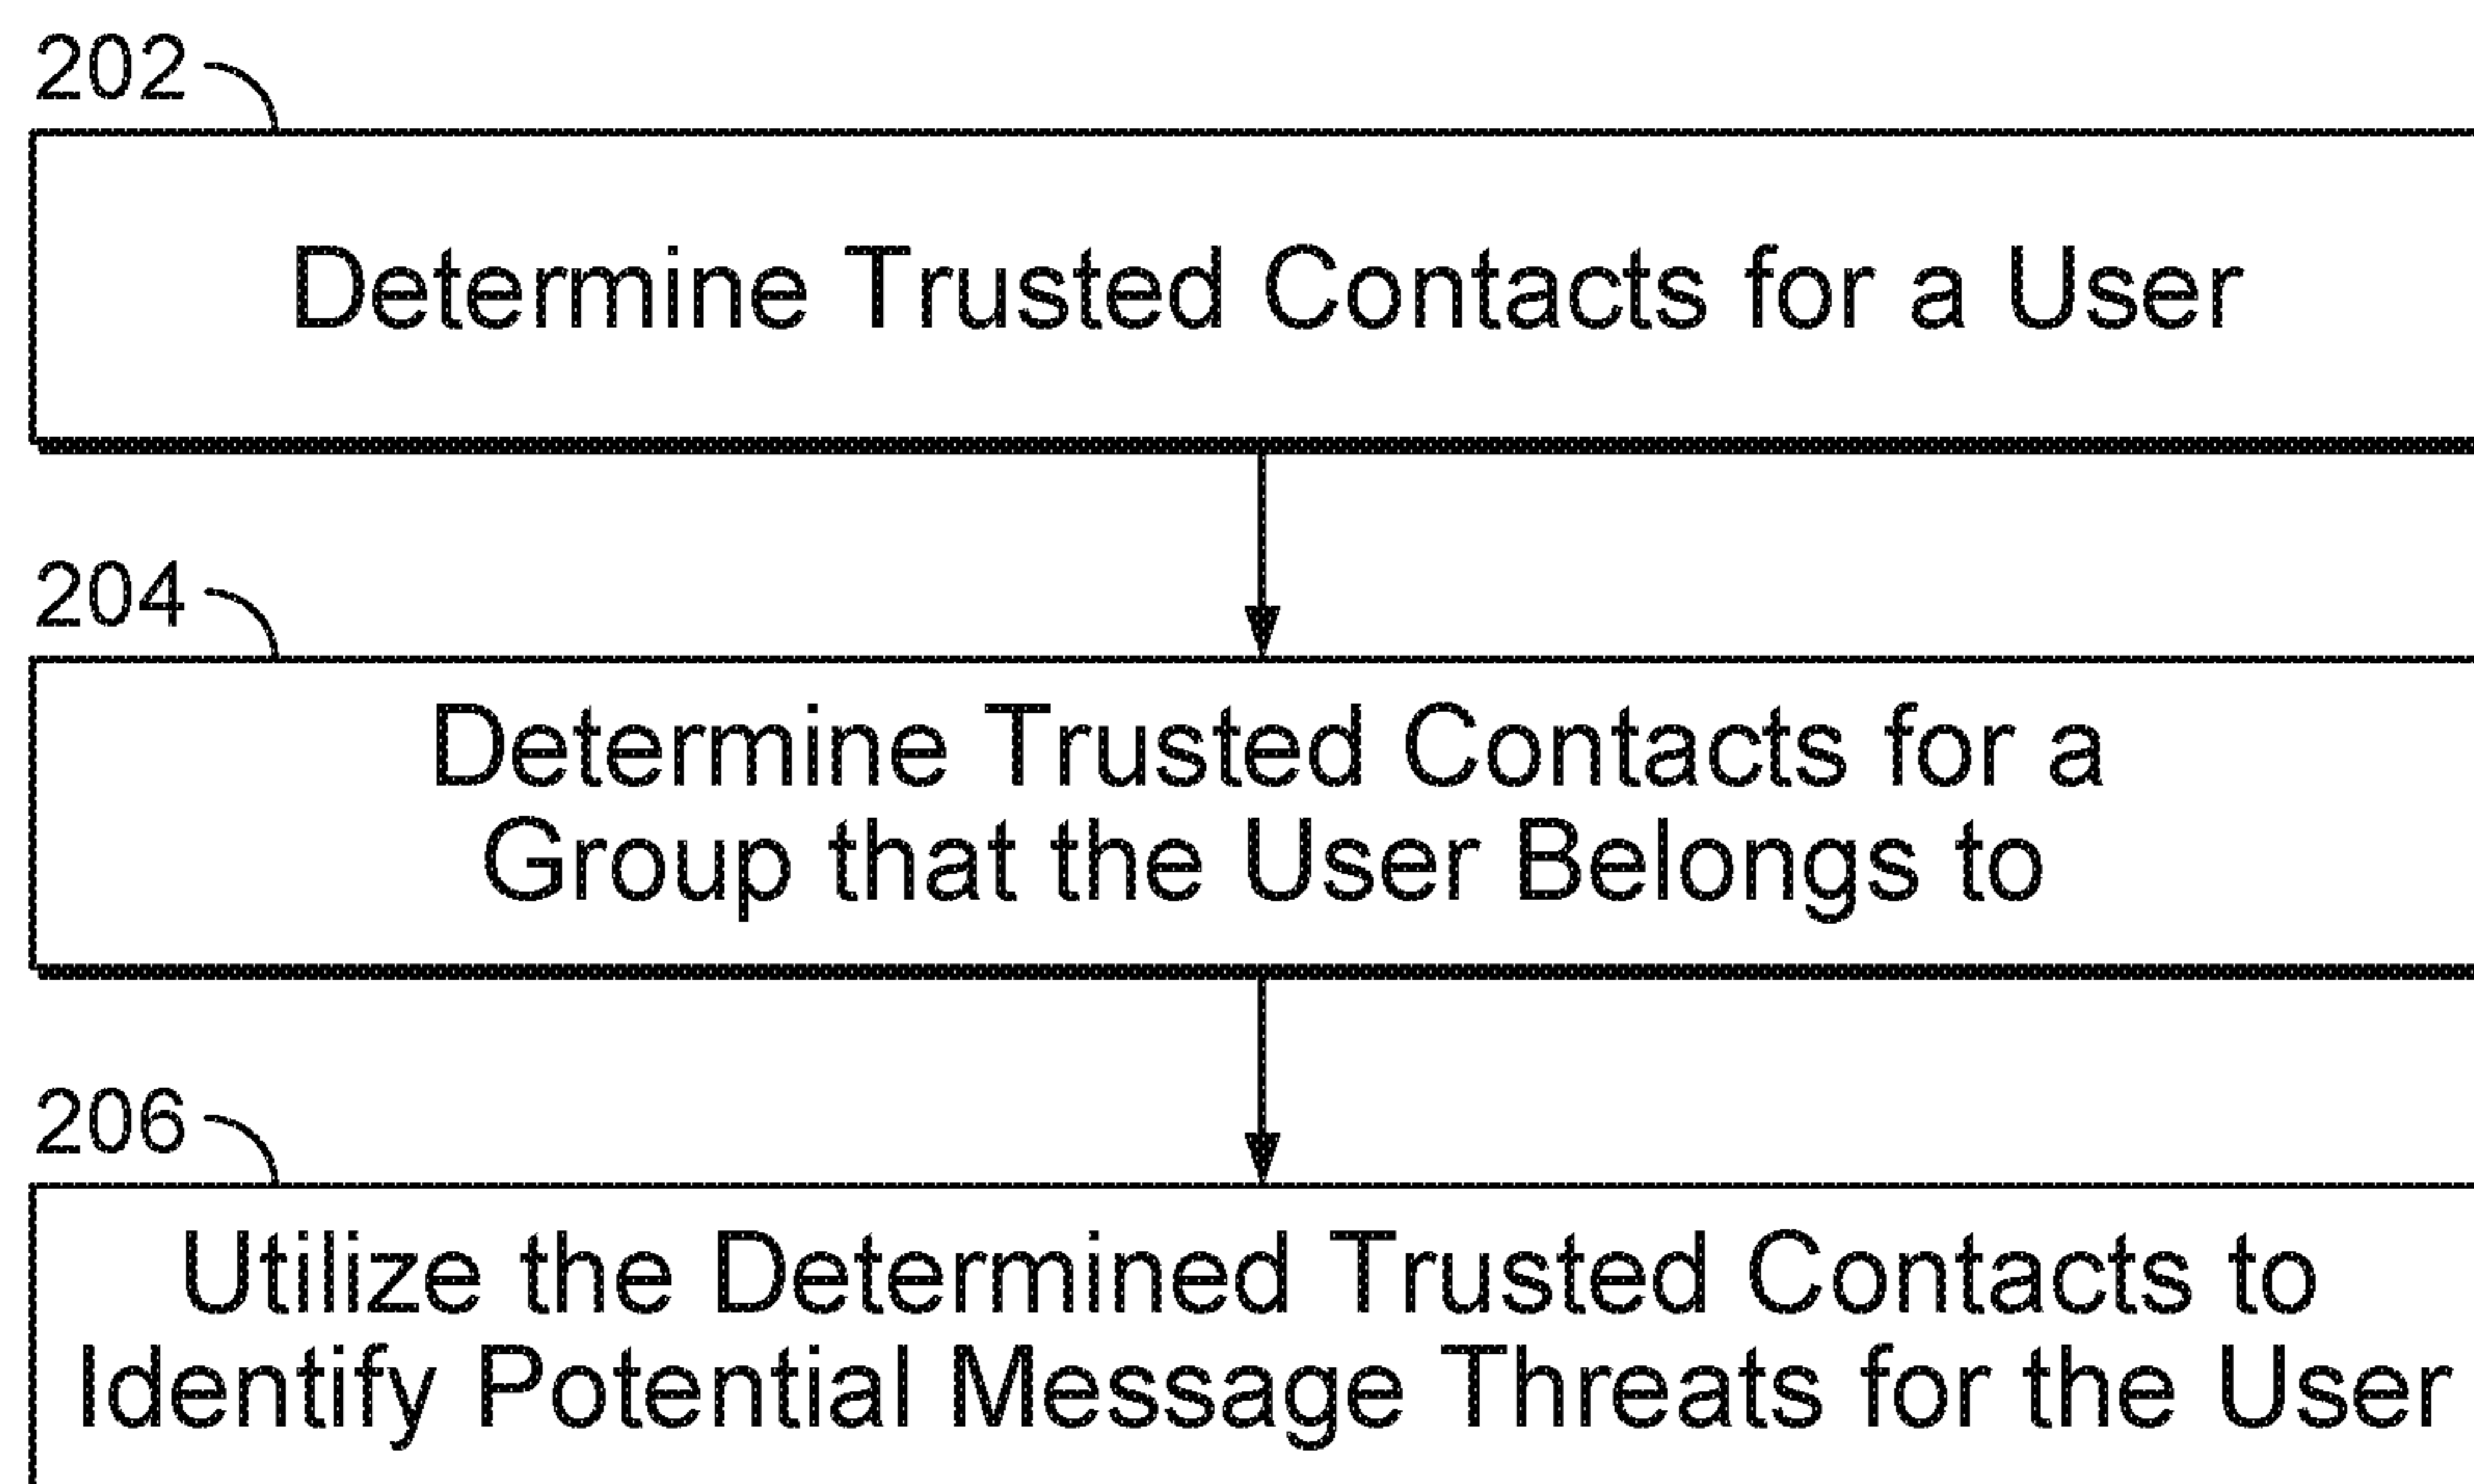 202
Determine Trusted Contacts for a User
204
Determine Trusted Contacts for a
Group that the User Belongs to
206
Utilize the Determined Trusted Contacts to
Identify Potential Message Threats for the User